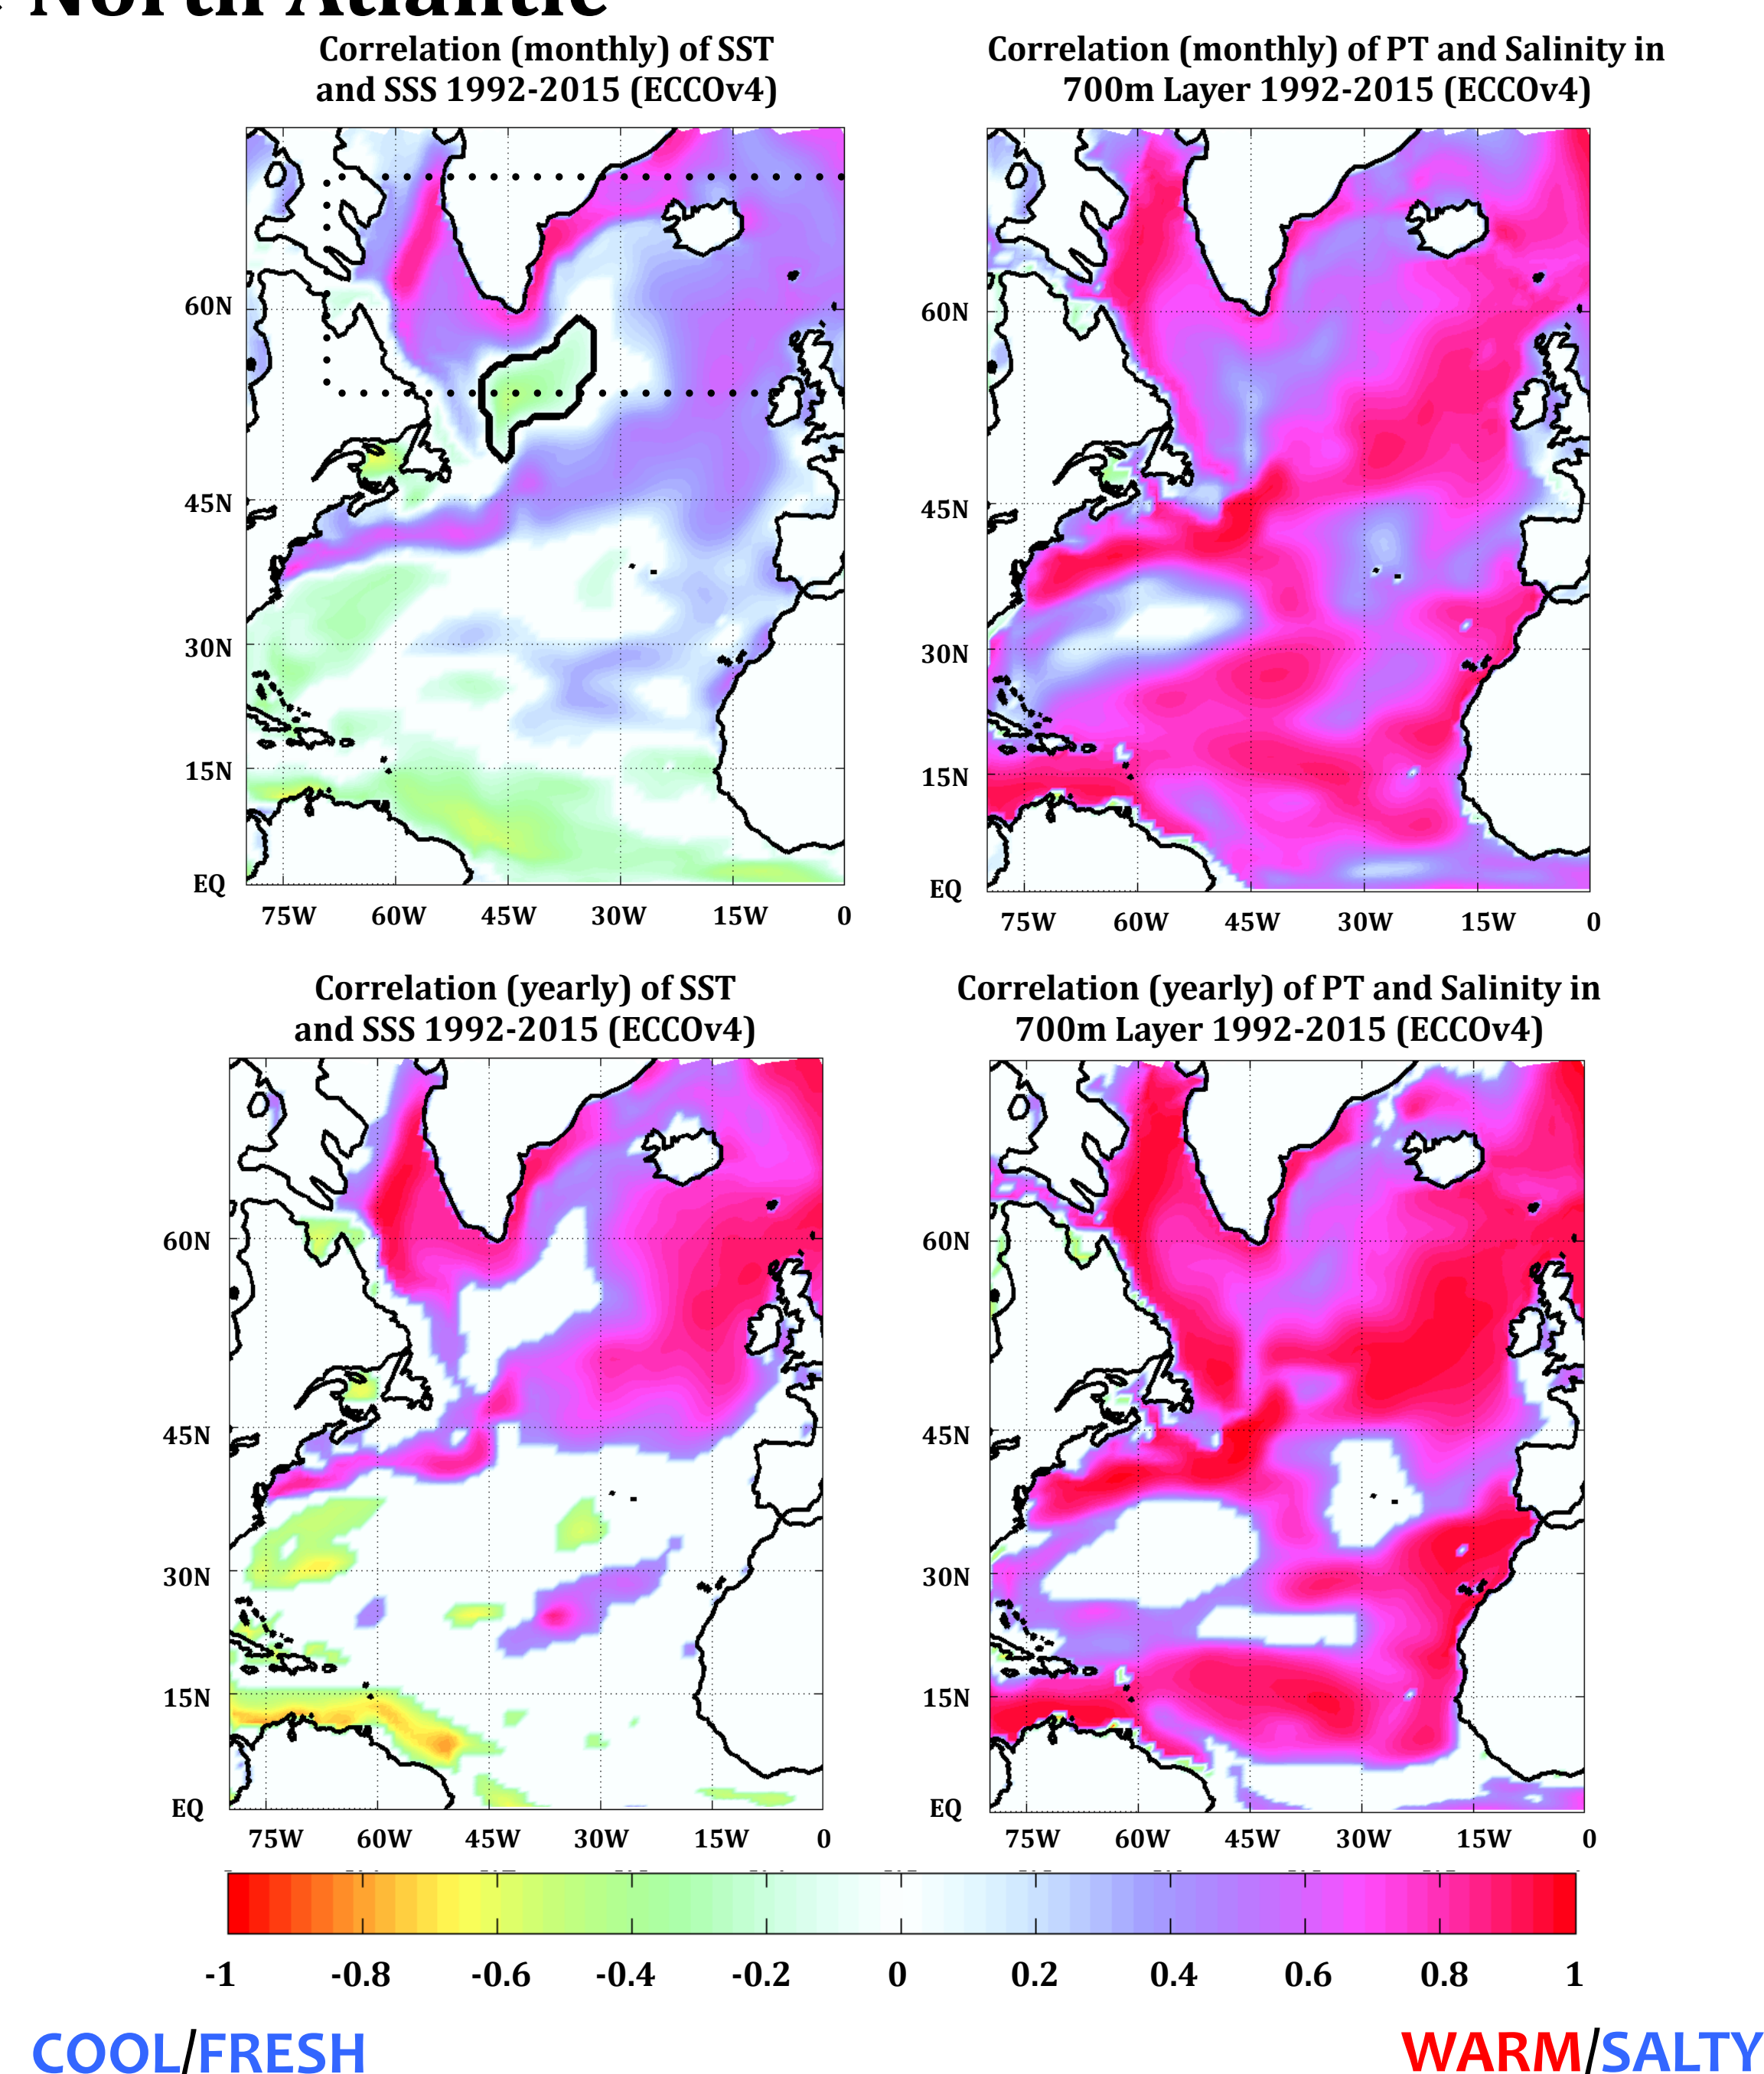 North Atlantic
Correlation (monthly) of SST
and SSS 1992-2015 (ECCOv4)
Correlation (monthly) of PT and Salinity in
700m Layer 1992-2015 (ECCOv4)
60N
45N
30N
15N
EQ
75W 60W 45W 30W 15W 0
60N
45N
30N
15N
EQ
75W 60W 45W 30W 15W 0
Correlation (yearly) of SST
and SSS 1992-2015 (ECCOv4)
Correlation (yearly) of PT and Salinity in
700m Layer 1992-2015 (ECCOv4)
60N
45N
30N
15N
EQ
75W 60W 45W 30W 15W 0
60N
45N
30N
15N
EQ
75W 60W 45W 30W 15W 0
-1 -0.8 -0.6 -0.4 -0.2 0 0.2 0.4 0.6 0.8 1
COOL/FRESH
WARM/SALTY